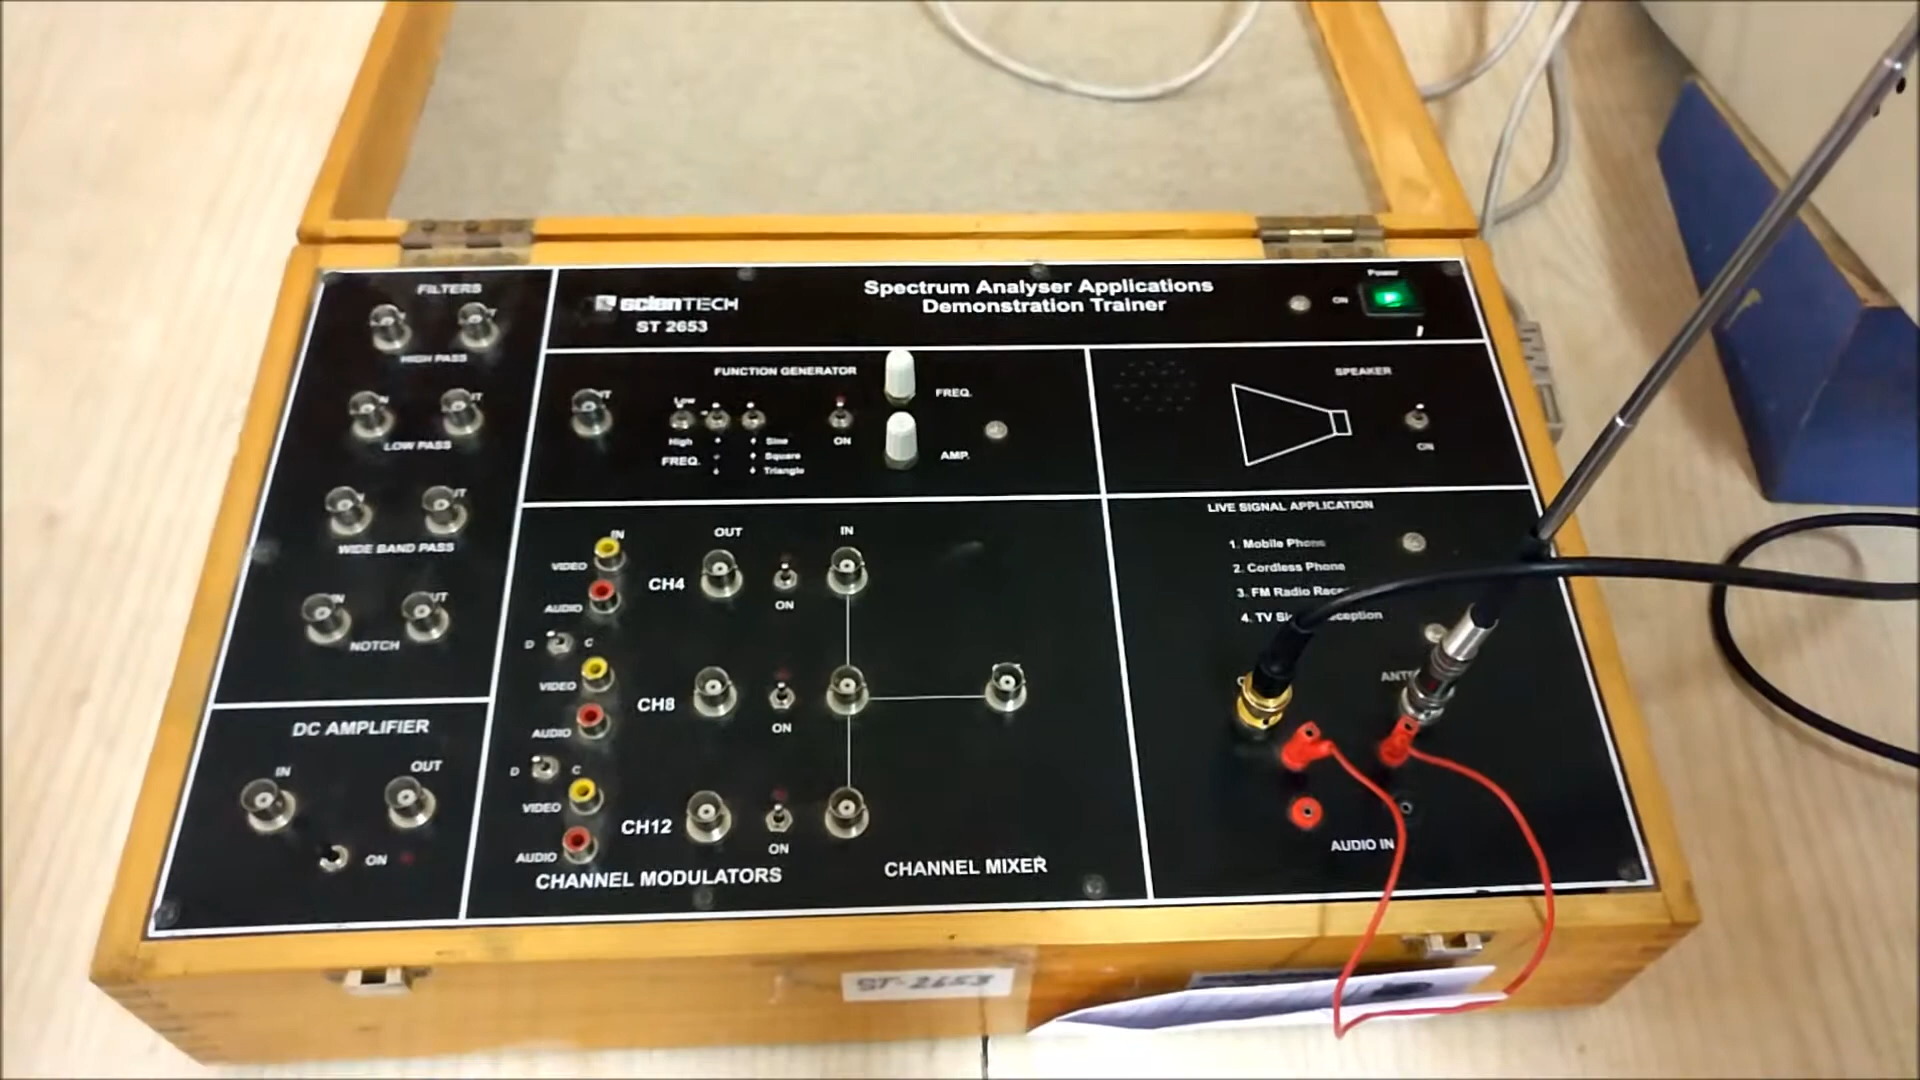 FILTERS
HIGH PASS
LOW PASS
WIDE BAND PASS
NOTCH
DC AMPLIFIER
IN
OUT
ON
scienTECH
ST 2653
Spectrum Analyser Applications
Demonstration Trainer
Power
ON
FUNCTION GENERATOR
Low
High
FREQ.
Sine
Square
Triangle
ON
FREQ.
AMP.
SPEAKER
ON
IN
OUT
IN
VIDEO
AUDIO
CH4
ON
D C
VIDEO
AUDIO
CH8
ON
D C
VIDEO
AUDIO
CH12
ON
CHANNEL MODULATORS
CHANNEL MIXER
LIVE SIGNAL APPLICATION
1. Mobile Phone
2. Cordless Phone
3. FM Radio
4. TV
AUDIO IN
ST-2653